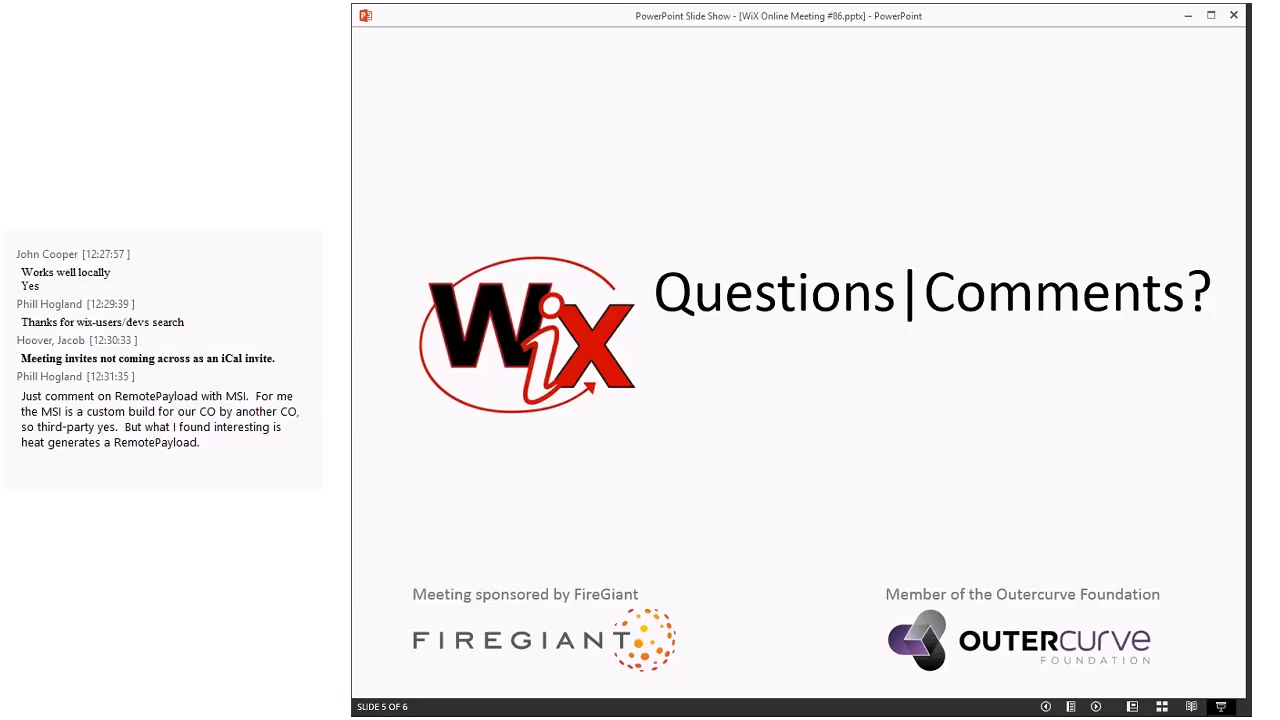 PowerPoint Slide Show - [WiX Online Meeting #86.pptx] - PowerPoint
John Cooper [12:27:57 ]
Works well locally
Yes
Phill Hogland [12:29:39 ]
Thanks for wix-users/devs search
Hoover, Jacob [12:30:33 ]
Meeting invites not coming across as an iCal invite.
Phill Hogland [12:31:35 ]
Just comment on RemotePayload with MSI.  For me
the MSI is a custom build for our CO by another CO,
so third-party yes.  But what I found interesting is
heat generates a RemotePayload.
WiX
Questions|Comments?
Meeting sponsored by FireGiant
FIREGIANT
Member of the Outercurve Foundation
OUTERCURVE
FOUNDATION
SLIDE 5 OF 6